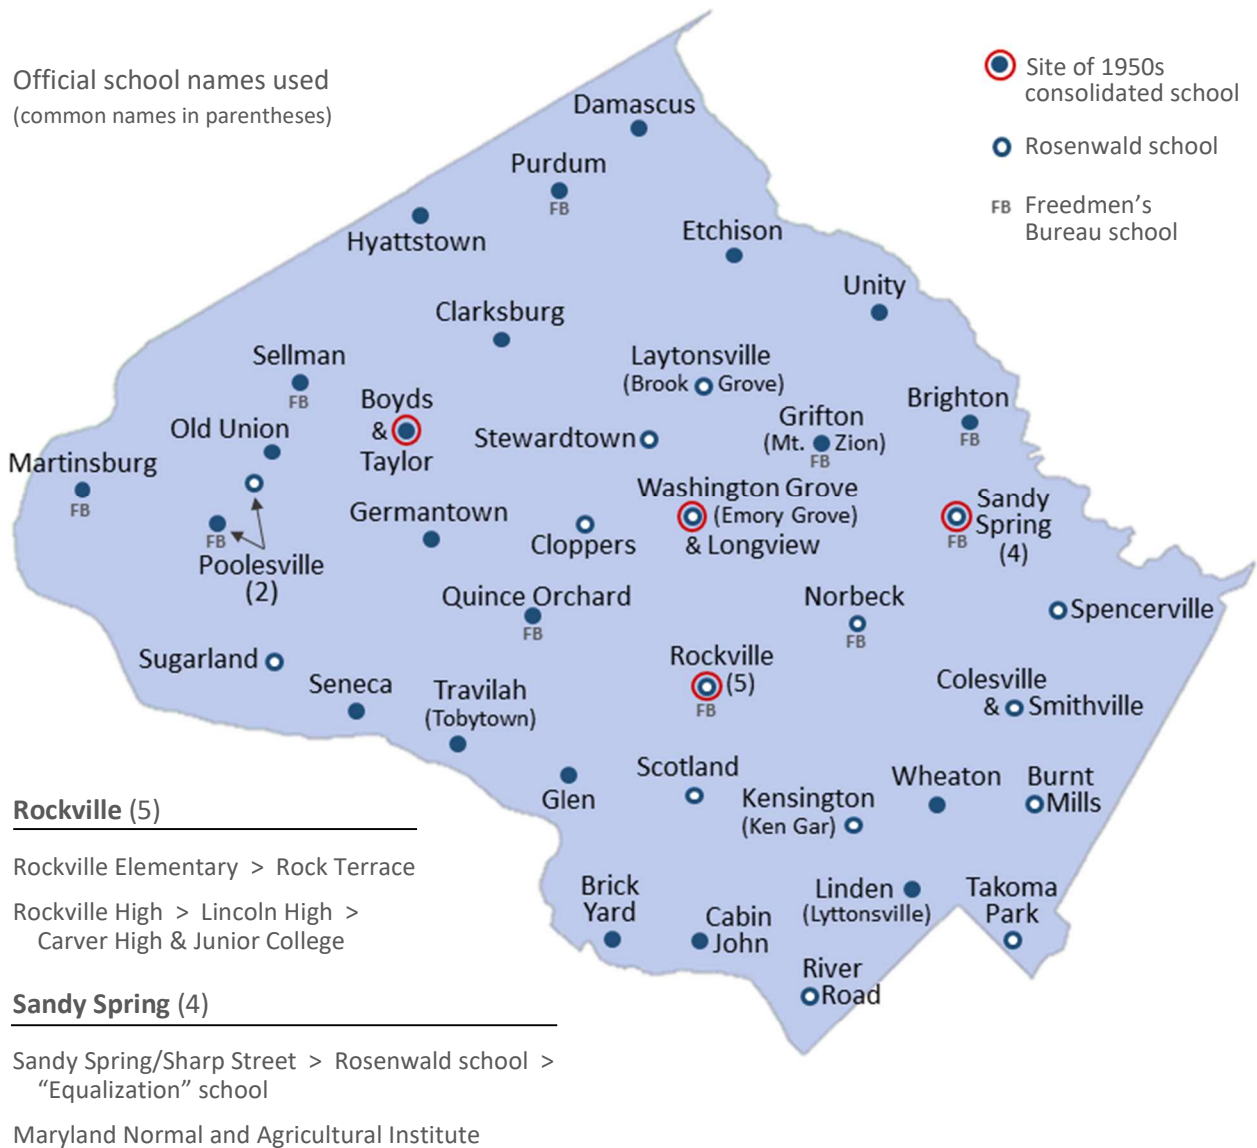 Official school names used
(common names in parentheses)
Site of 1950s
consolidated school
Rosenwald school
FB Freedmen's
Bureau school
Damascus
Purdum
FB
Hyattstown
Etchison
Unity
Clarksburg
Sellman
FB
Laytonsville
(Brook Grove)
Boyds
&
Taylor
Brighton
FB
Grifton
(Mt. Zion)
FB
Old Union
Stewardtown
Martinsburg
FB
Washington Grove
(Emory Grove)
& Longview
Sandy
Spring
(4)
FB
Germantown
Cloppers
FB
Poolesville
(2)
Quince Orchard
FB
Norbeck
FB
Spencerville
Sugarland
Rockville
(5)
FB
Seneca
Travilah
(Tobytown)
Colesville
& Smithville
Scotland
Glen
Kensington
(Ken Gar)
Wheaton
Burnt
Mills
Brick
Yard
Cabin
John
Linden
(Lyttonsville)
Takoma
Park
River
Road
Rockville (5)
Rockville Elementary > Rock Terrace
Rockville High > Lincoln High >
Carver High & Junior College
Sandy Spring (4)
Sandy Spring/Sharp Street > Rosenwald school >
“Equalization” school
Maryland Normal and Agricultural Institute